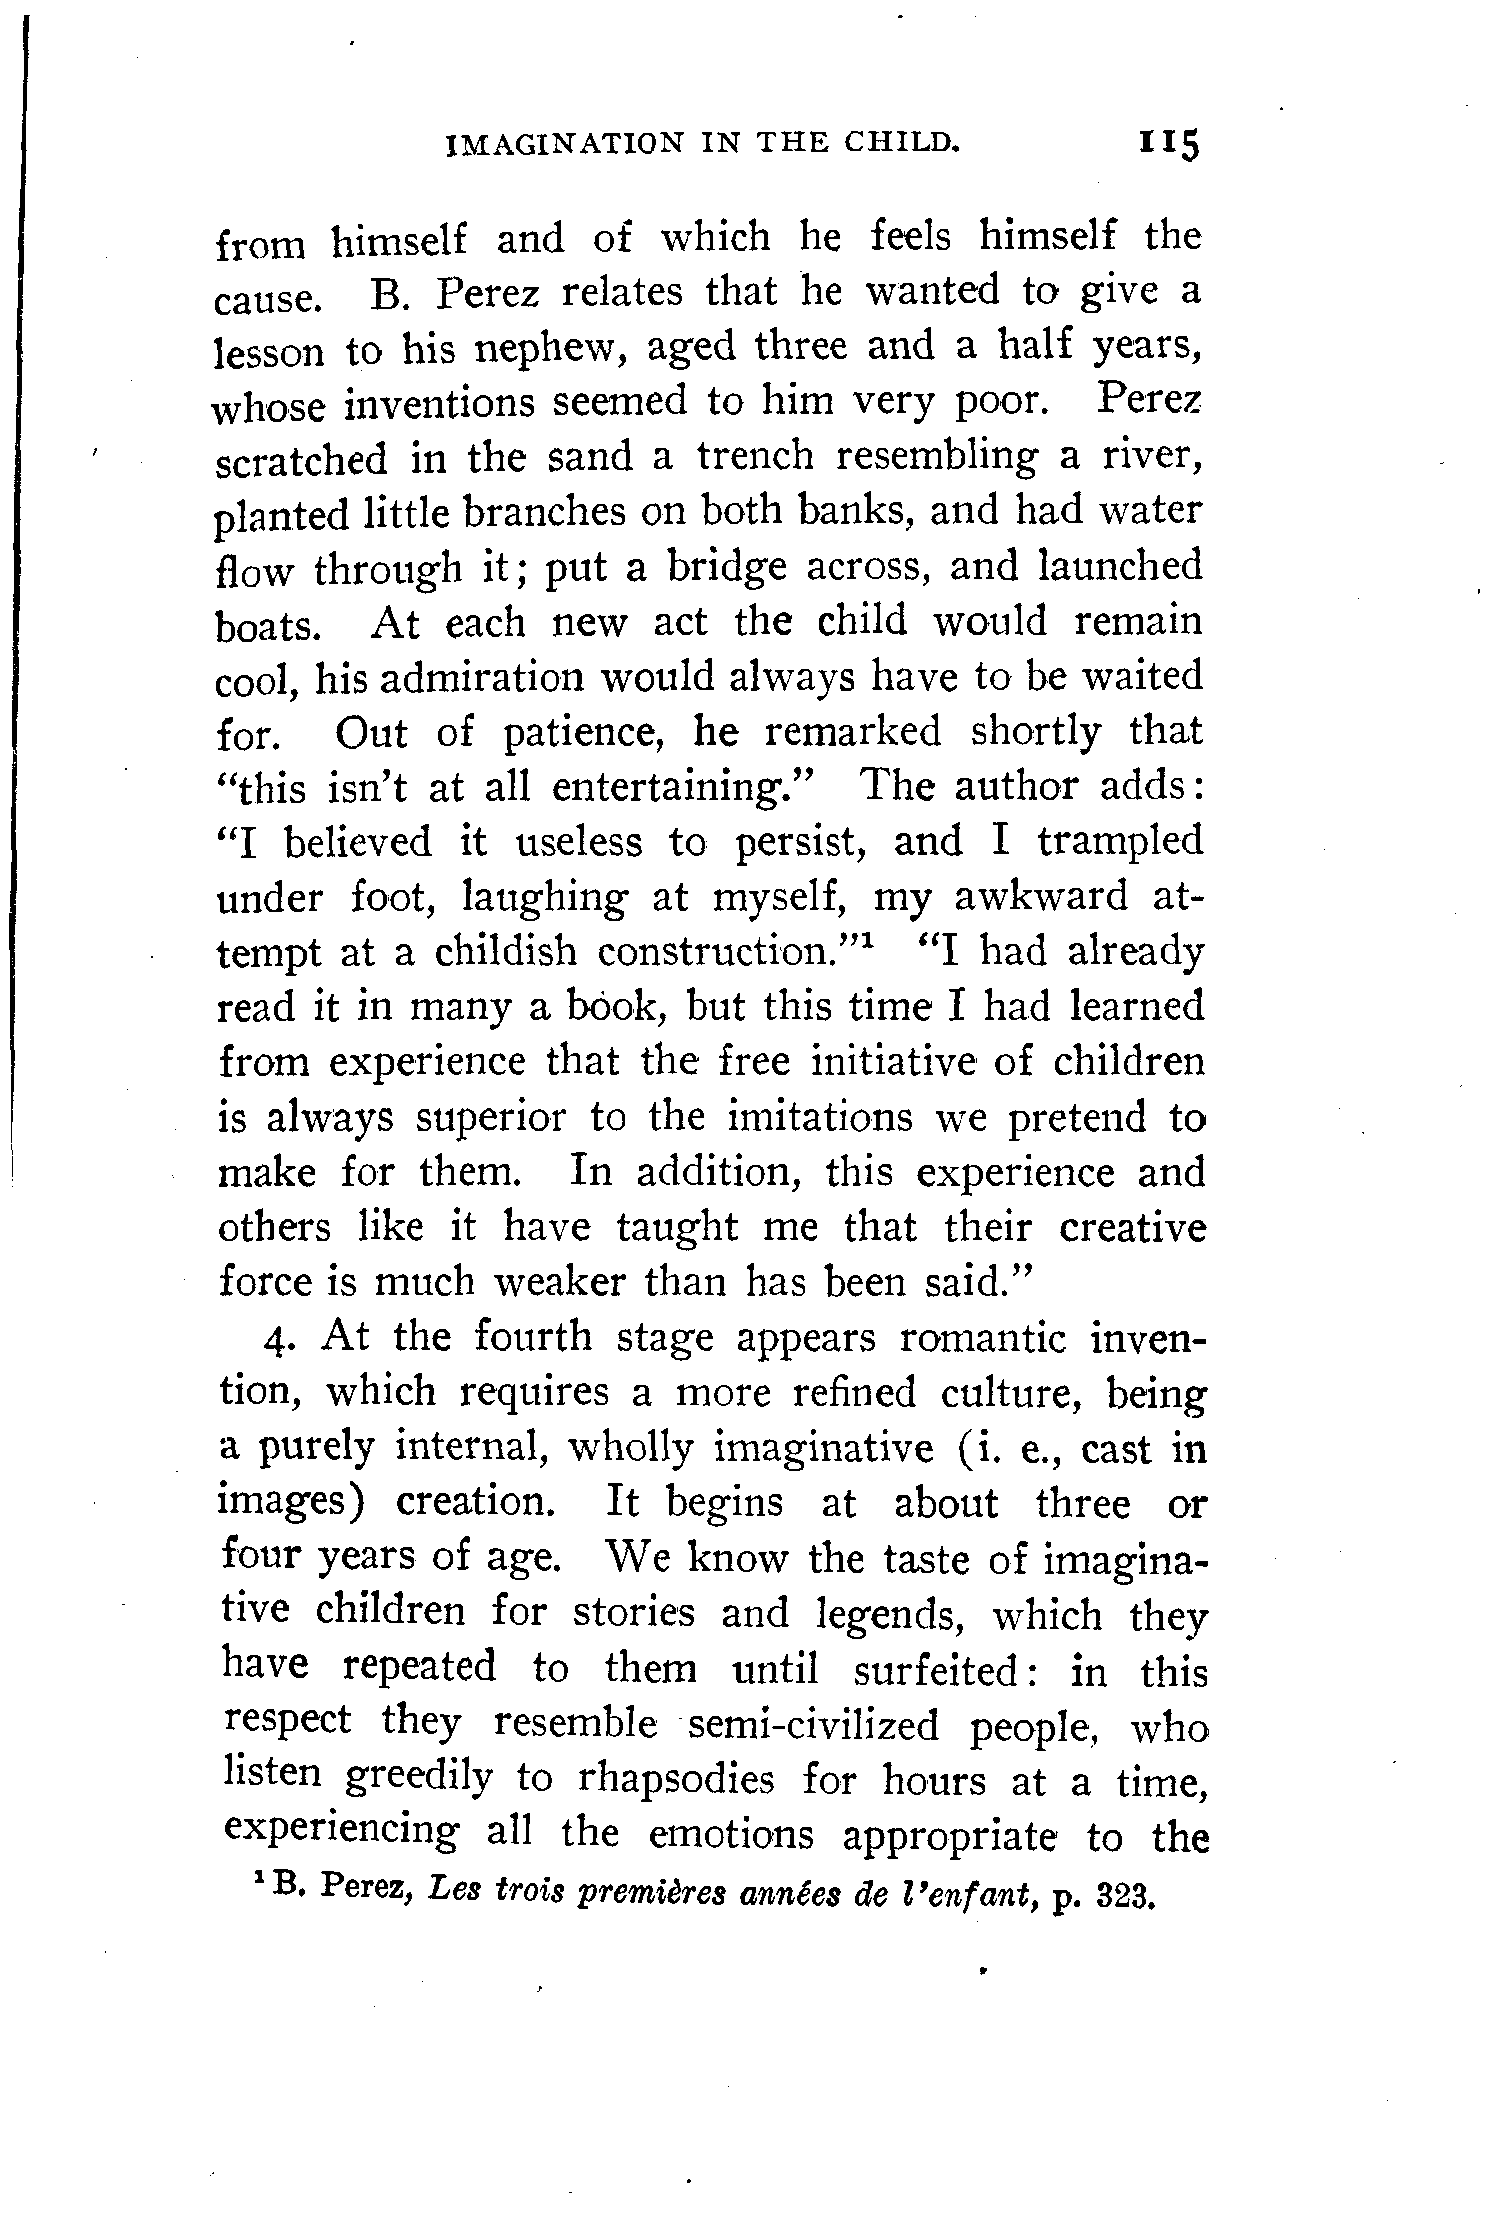 IMAGINATION IN THE CHILD. 115
from himself and of which he feels himself the
cause. B. Perez relates that he wanted to give a
lesson to his nephew, aged three and a half years,
whose inventions seemed to him very poor. Perez
scratched in the sand a trench resembling a river,
planted little branches on both banks, and had water
flow through it; put a bridge across, and launched
boats. At each new act the child would remain
cool, his admiration would always have to be waited
for. Out of patience, he remarked shortly that
“this isn’t at all entertaining.” The author adds:
“I believed it useless to persist, and I trampled
under foot, laughing at myself, my awkward at-
tempt at a childish construction.”¹ “I had already
read it in many a book, but this time I had learned
from experience that the free initiative of children
is always superior to the imitations we pretend to
make for them. In addition, this experience and
others like it have taught me that their creative
force is much weaker than has been said.”
4. At the fourth stage appears romantic inven-
tion, which requires a more refined culture, being
a purely internal, wholly imaginative (i. e., cast in
images) creation. It begins at about three or
four years of age. We know the taste of imagina-
tive children for stories and legends, which they
have repeated to them until surfeited: in this
respect they resemble semi-civilized people, who
listen greedily to rhapsodies for hours at a time,
experiencing all the emotions appropriate to the
¹ B. Perez, Les trois premières années de l’enfant, p. 323.